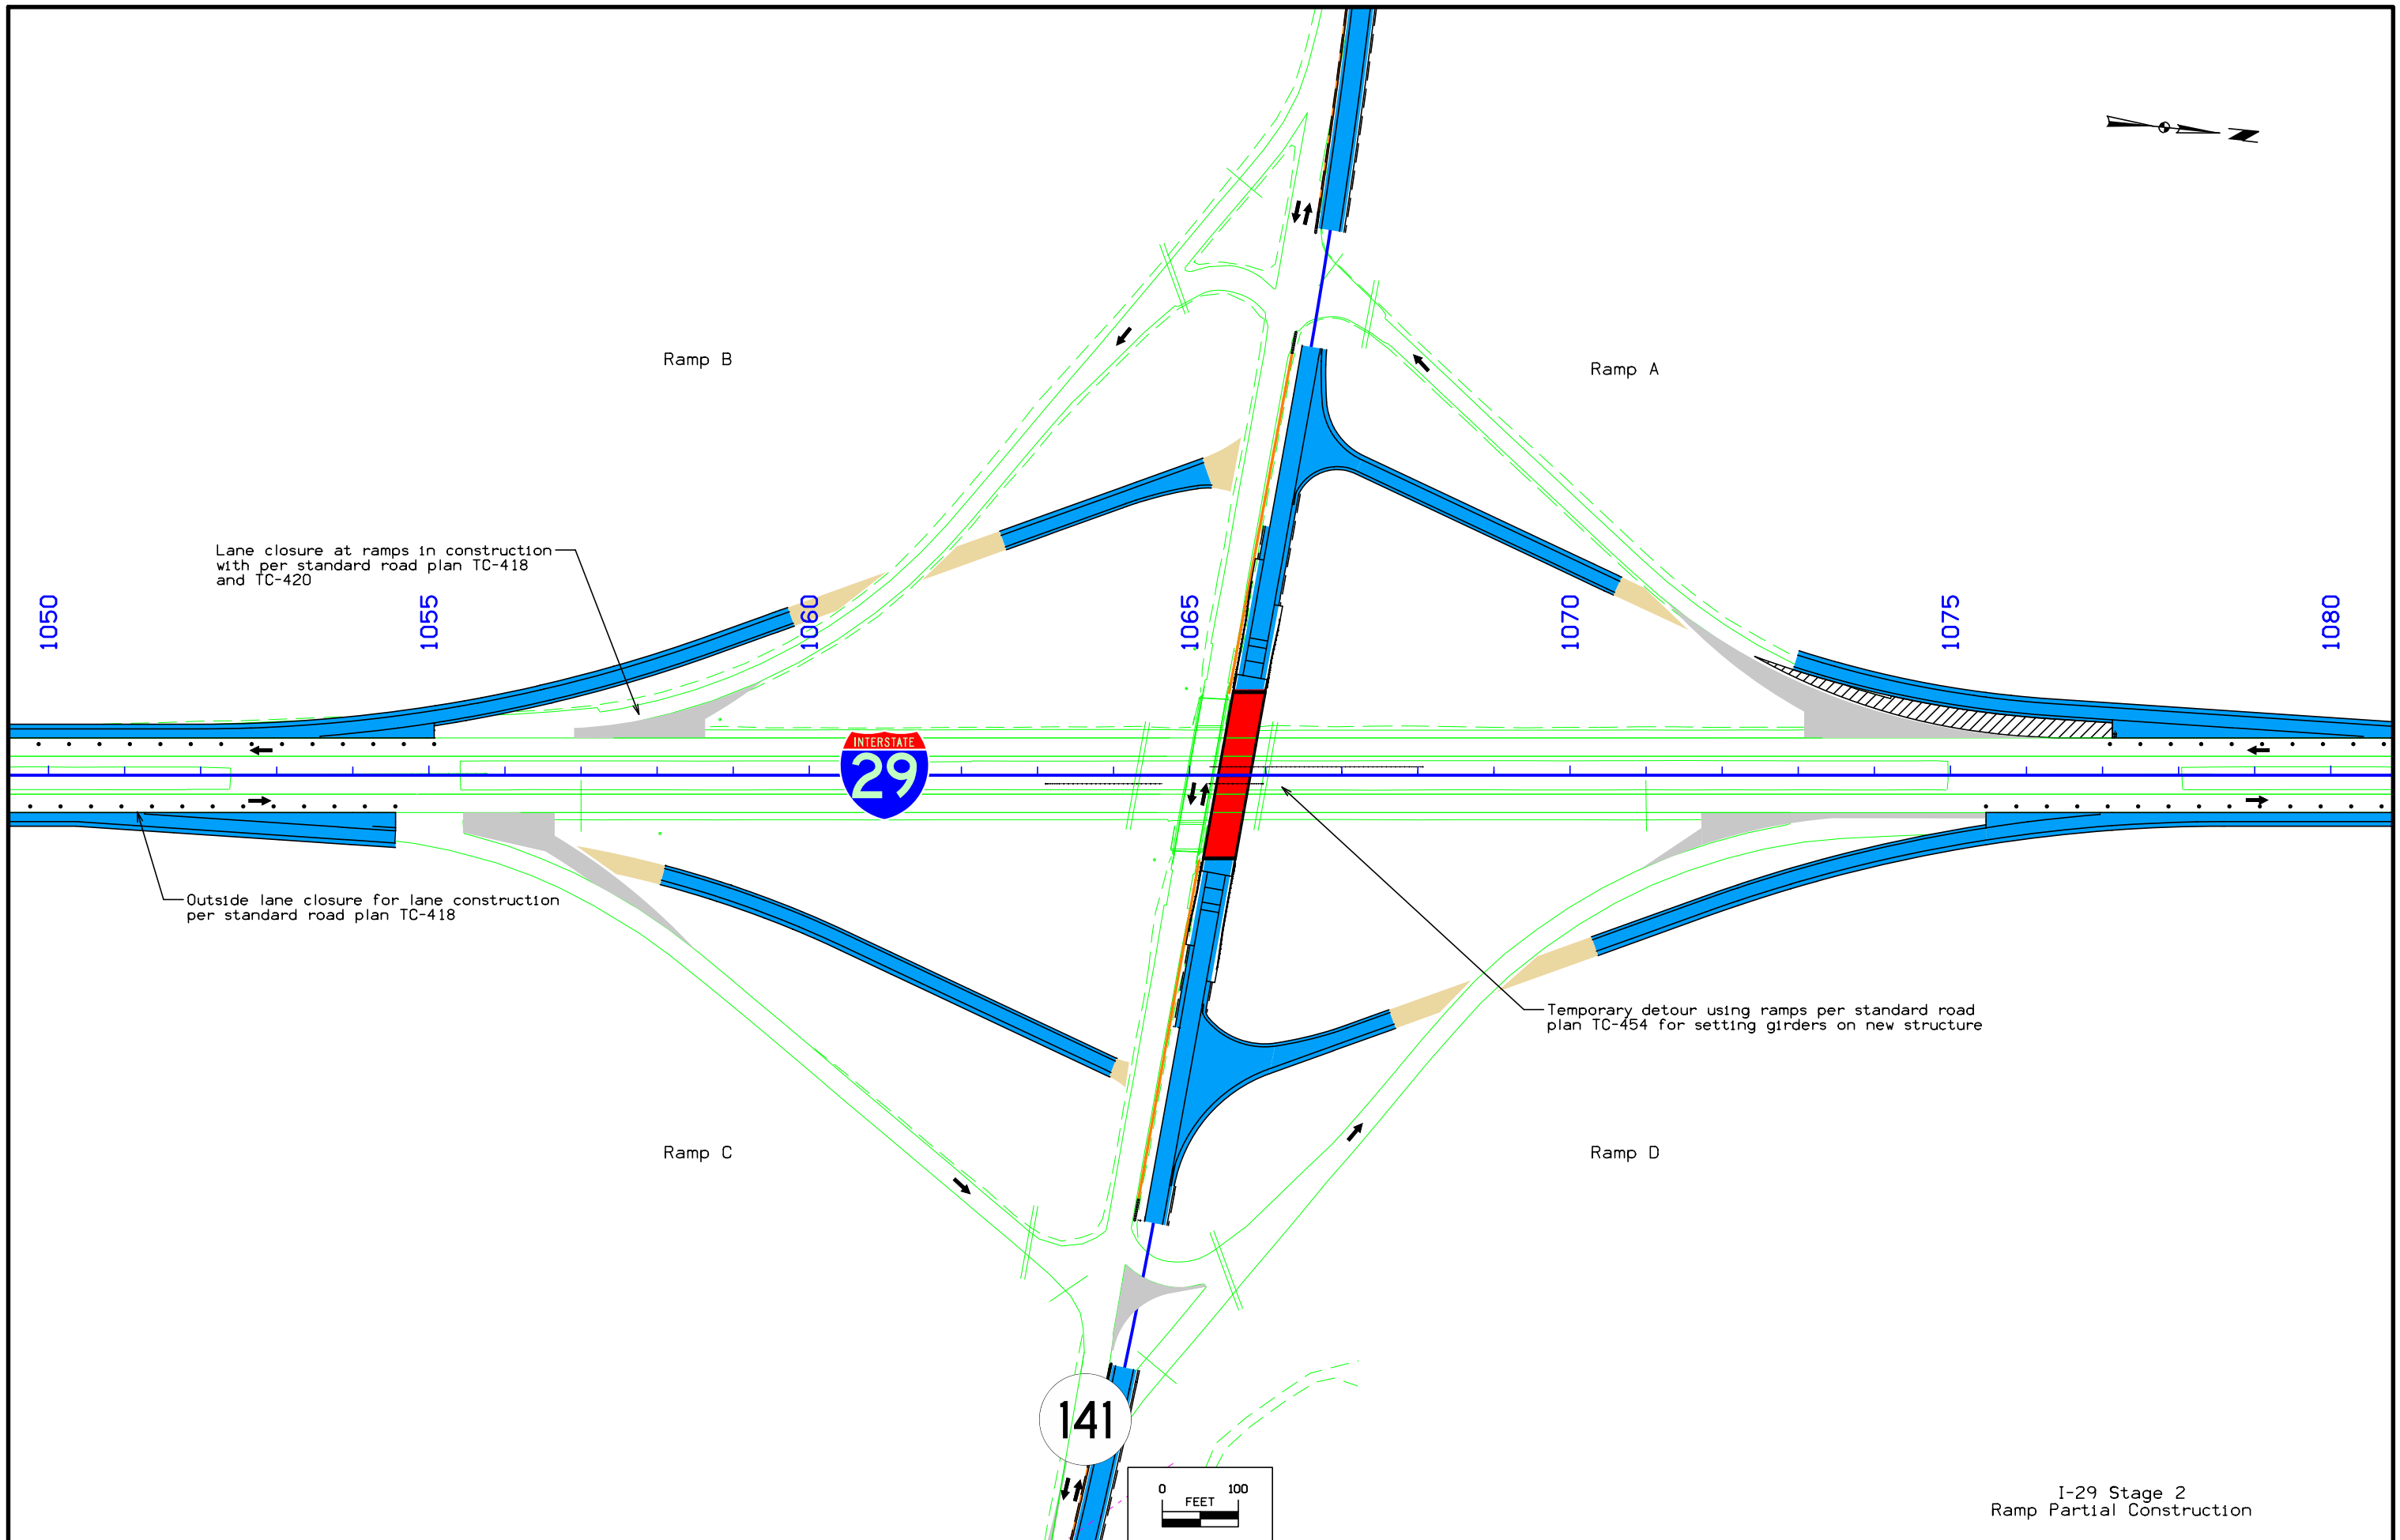 N
Ramp B
Ramp A
Lane closure at ramps in construction
with per standard road plan TC-418
and TC-420
1050
1055
1060
1065
1070
1075
1080
INTERSTATE
29
Outside lane closure for lane construction
per standard road plan TC-418
Temporary detour using ramps per standard road
plan TC-454 for setting girders on new structure
Ramp C
Ramp D
141
0 100
FEET
I-29 Stage 2
Ramp Partial Construction